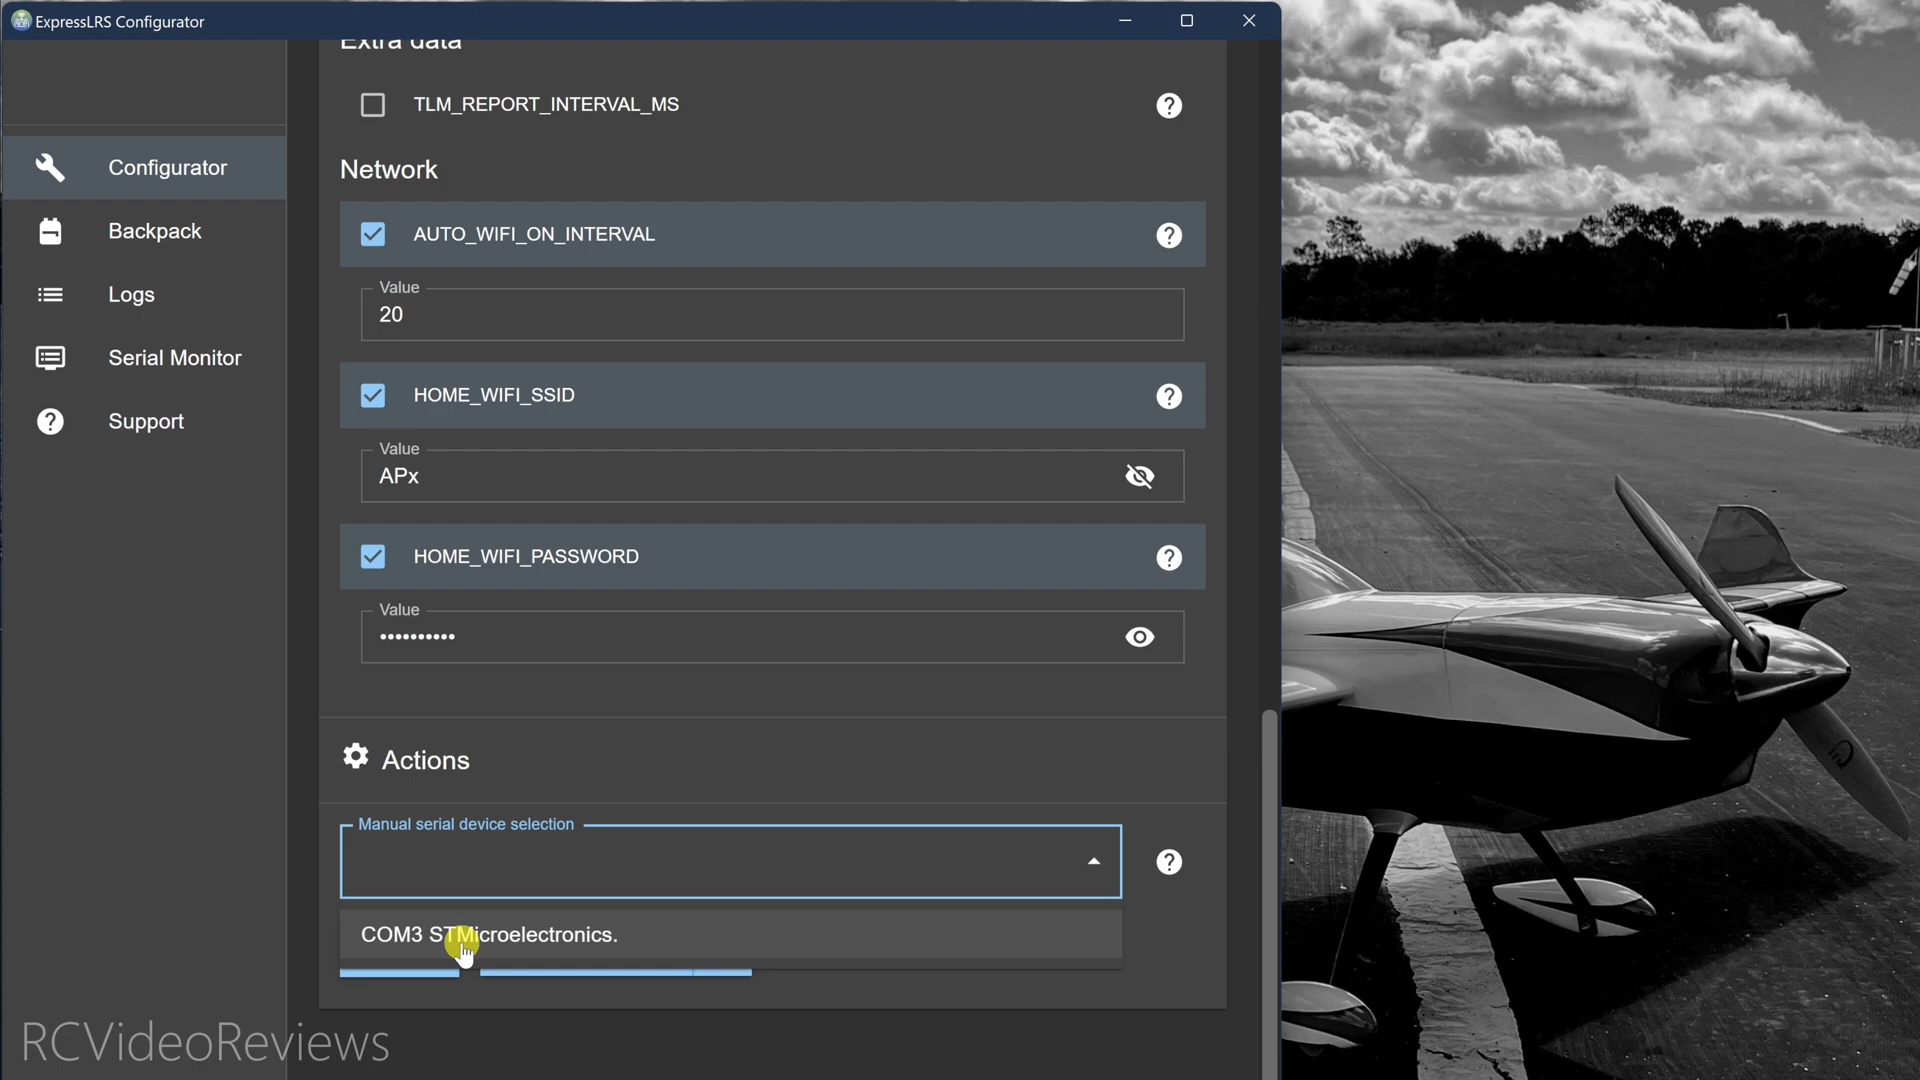 ExpressLRS Configurator
Extra data
TLM_REPORT_INTERVAL_MS
Configurator
Backpack
Logs
Serial Monitor
Support
Network
AUTO_WIFI_ON_INTERVAL
Value
20
HOME_WIFI_SSID
Value
APx
HOME_WIFI_PASSWORD
Value
••••••••••
Actions
Manual serial device selection
COM3 STMicroelectronics.
RCVideoReviews